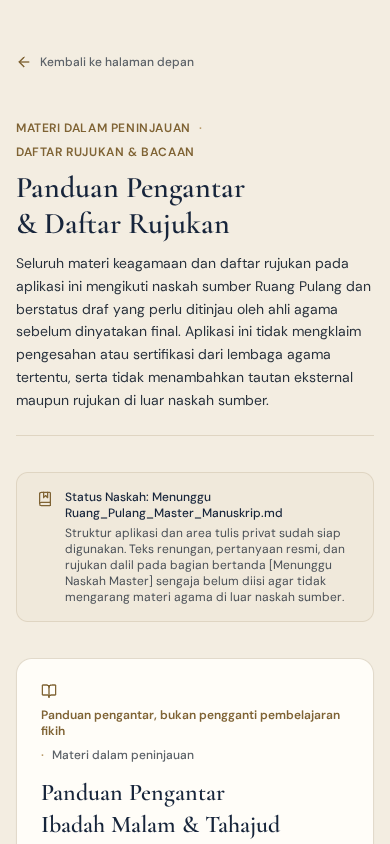 Kembali ke halaman depan
MATERI DALAM PENINJAUAN ·
DAFTAR RUJUKAN & BACAAN
Panduan Pengantar
& Daftar Rujukan
Seluruh materi keagamaan dan daftar rujukan pada
aplikasi ini mengikuti naskah sumber Ruang Pulang dan
berstatus draf yang perlu ditinjau oleh ahli agama
sebelum dinyatakan final. Aplikasi ini tidak mengklaim
pengesahan atau sertifikasi dari lembaga agama
tertentu, serta tidak menambahkan tautan eksternal
maupun rujukan di luar naskah sumber.
Status Naskah: Menunggu
Ruang_Pulang_Master_Manuskrip.md
Struktur aplikasi dan area tulis privat sudah siap
digunakan. Teks renungan, pertanyaan resmi, dan
rujukan dalil pada bagian bertanda [Menunggu
Naskah Master] sengaja belum diisi agar tidak
mengarang materi agama di luar naskah sumber.
Panduan pengantar, bukan pengganti pembelajaran
fikih
· Materi dalam peninjauan
Panduan Pengantar
Ibadah Malam & Tahajud